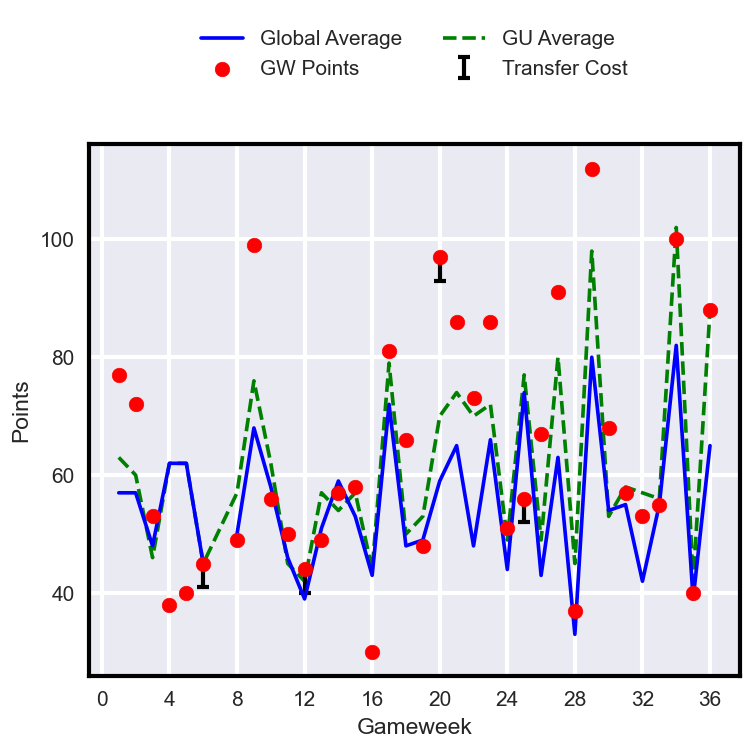 Global Average GU Average
GW Points Transfer Cost
100
80
60
40
Points
0 4 8 12 16 20 24 28 32 36
Gameweek